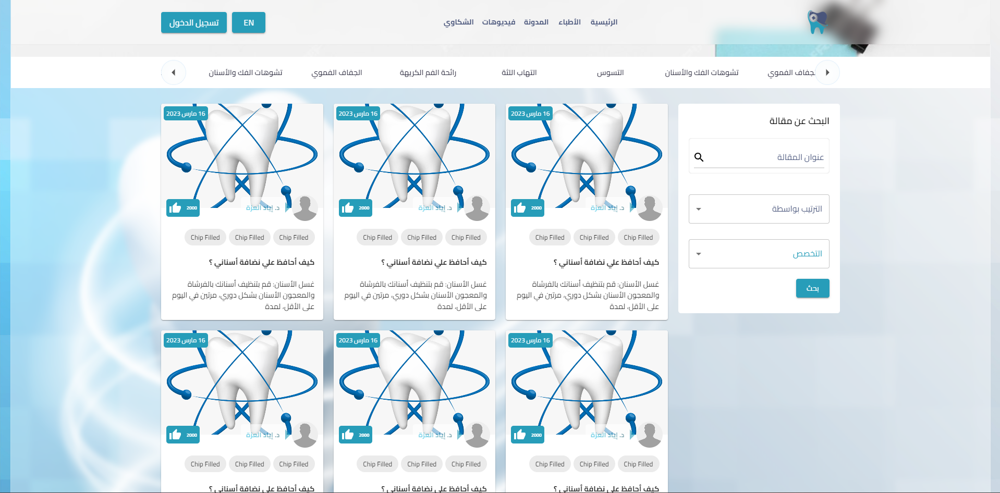 الرئيسية
الأطباء
المدونة
فيديوهات
الشكاوي
EN
تسجيل الدخول
الجفاف الفموي
تشوهات الفك والأسنان
التسوس
التهاب اللثة
رائحة الفم الكريهة
الجفاف الفموي
تشوهات الفك والأسنان
البحث عن مقالة
عنوان المقالة
الترتيب بواسطة
التخصص
بحث
16 مارس 2023
د. إياد العزة
2000
Chip Filled
Chip Filled
Chip Filled
كيف أحافظ علي نضافة أسناني ؟
غسل الأسنان: قم بتنظيف أسنانك بالفرشاة
والمعجون الأسنان بشكل دوري، مرتين في اليوم
على الأقل، لمدة
16 مارس 2023
د. إياد العزة
2000
Chip Filled
Chip Filled
Chip Filled
كيف أحافظ علي نضافة أسناني ؟
غسل الأسنان: قم بتنظيف أسنانك بالفرشاة
والمعجون الأسنان بشكل دوري، مرتين في اليوم
على الأقل، لمدة
16 مارس 2023
د. إياد العزة
2000
Chip Filled
Chip Filled
Chip Filled
كيف أحافظ علي نضافة أسناني ؟
غسل الأسنان: قم بتنظيف أسنانك بالفرشاة
والمعجون الأسنان بشكل دوري، مرتين في اليوم
على الأقل، لمدة
16 مارس 2023
د. إياد العزة
2000
Chip Filled
Chip Filled
Chip Filled
كيف أحافظ علي نضافة أسناني ؟
16 مارس 2023
د. إياد العزة
2000
Chip Filled
Chip Filled
Chip Filled
كيف أحافظ علي نضافة أسناني ؟
16 مارس 2023
د. إياد العزة
2000
Chip Filled
Chip Filled
Chip Filled
كيف أحافظ علي نضافة أسناني ؟